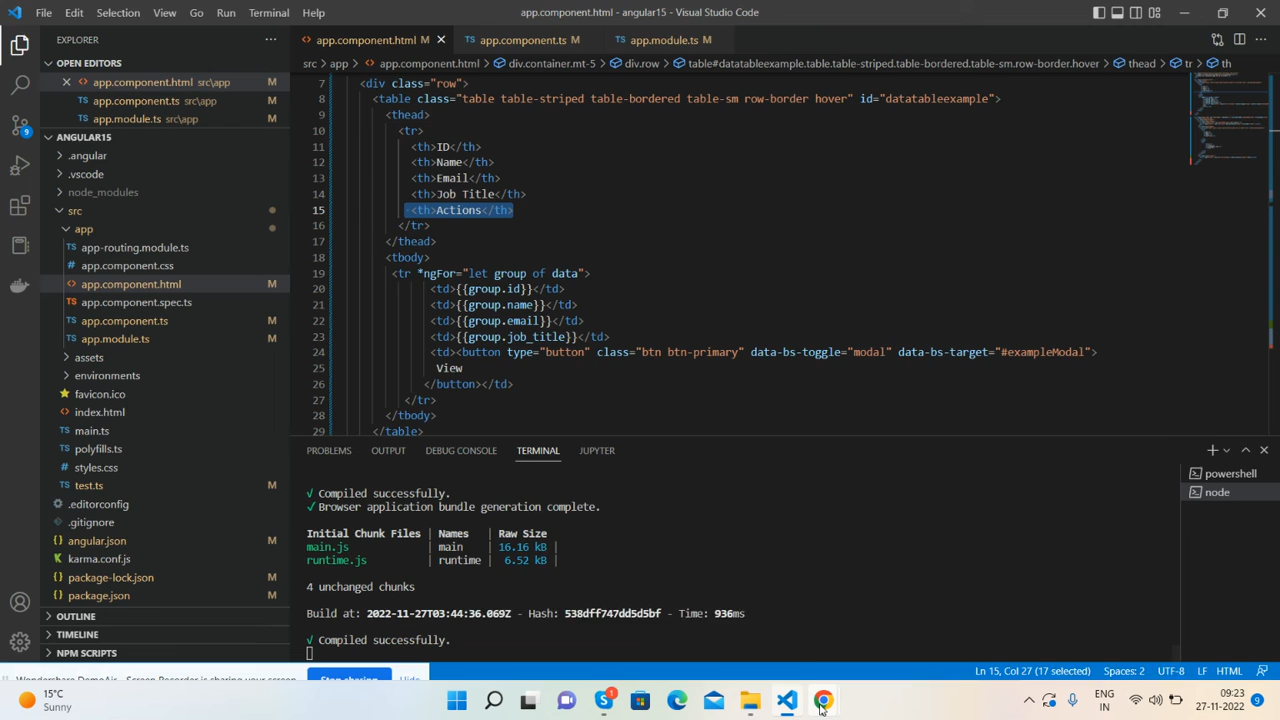 File Edit Selection View Go Run Terminal Help
app.component.html - angular15 - Visual Studio Code
EXPLORER
OPEN EDITORS
app.component.html src\app
app.component.ts src\app
app.module.ts src\app
ANGULAR15
.angular
.vscode
node_modules
src
app
app-routing.module.ts
app.component.css
app.component.html M
app.component.spec.ts
app.component.ts M
app.module.ts M
assets
environments
favicon.ico
index.html
main.ts
polyfills.ts
styles.css
test.ts M
.editorconfig
.gitignore
angular.json M
karma.conf.js
package-lock.json M
package.json M
OUTLINE
TIMELINE
NPM SCRIPTS
app.component.html M app.component.ts M app.module.ts M
src > app > app.component.html > div.container.mt-5 > div.row > table#datatableexample.table.table-striped.table-bordered.table-sm.row-border.hover > thead > tr > th
7 <div class="row">
8 <table class="table table-striped table-bordered table-sm row-border hover" id="datatableexample">
9 <thead>
10 <tr>
11 <th>ID</th>
12 <th>Name</th>
13 <th>Email</th>
14 <th>Job Title</th>
15 <th>Actions</th>
16 </tr>
17 </thead>
18 <tbody>
19 <tr *ngFor="let group of data">
20 <td>{{group.id}}</td>
21 <td>{{group.name}}</td>
22 <td>{{group.email}}</td>
23 <td>{{group.job_title}}</td>
24 <td><button type="button" class="btn btn-primary" data-bs-toggle="modal" data-bs-target="#exampleModal">
25 View
26 </button></td>
27 </tr>
28 </tbody>
29 </table>
PROBLEMS OUTPUT DEBUG CONSOLE TERMINAL JUPYTER
powershell
node
√ Compiled successfully.
√ Browser application bundle generation complete.
Initial Chunk Files | Names | Raw Size
main.js | main | 16.16 kB |
runtime.js | runtime | 6.52 kB |
4 unchanged chunks
Build at: 2022-11-27T03:44:36.069Z - Hash: 538dff747dd5d5bf - Time: 936ms
√ Compiled successfully.
9
Wondershare DemoAir - Screen Recorder is sharing your screen.
Stop sharing
Hide
Ln 15, Col 27 (17 selected) Spaces: 2 UTF-8 LF HTML
15°C
Sunny
1
ENG
IN
09:23
27-11-2022
9